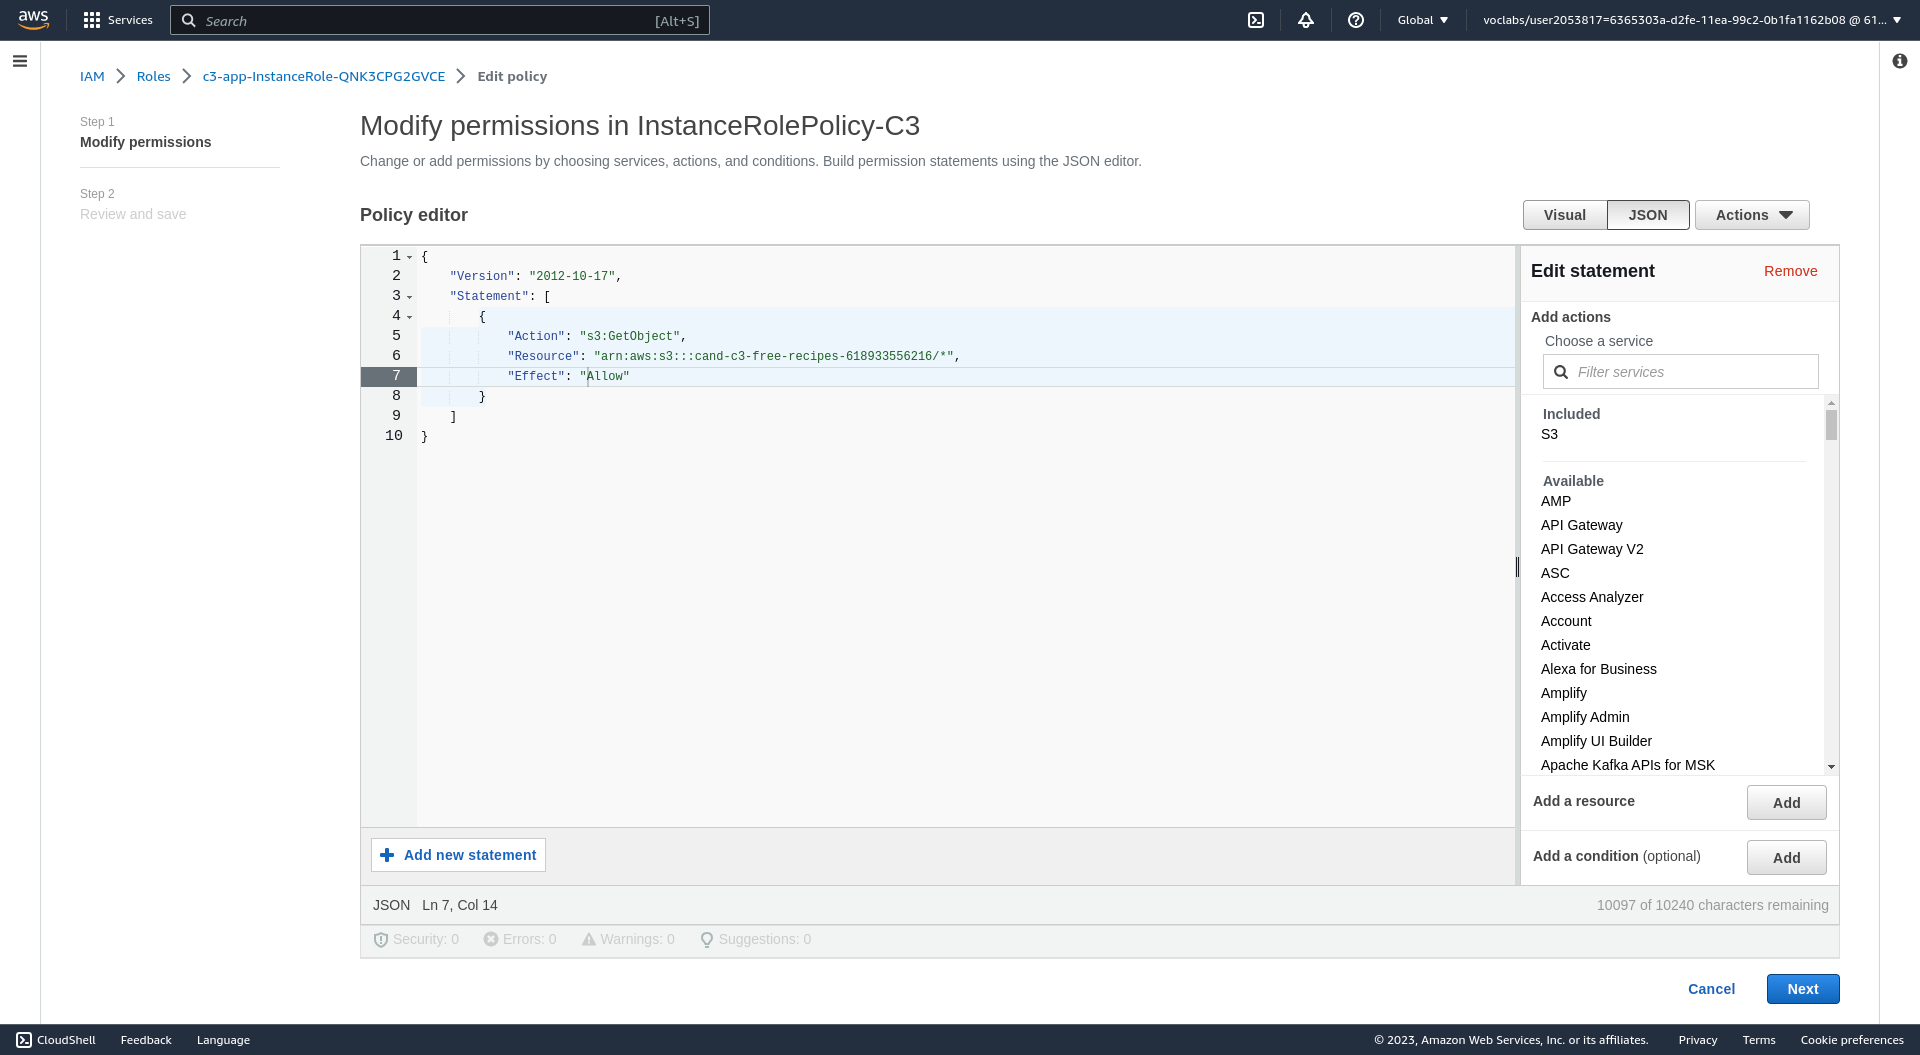 aws
Services
Search
[Alt+S]
Global
voclabs/user2053817=6365303a-d2fe-11ea-99c2-0b1fa1162b08 @ 61...
IAM
Roles
c3-app-InstanceRole-QNK3CPG2GVCE
Edit policy
Step 1
Modify permissions
Step 2
Review and save
Modify permissions in InstanceRolePolicy-C3
Change or add permissions by choosing services, actions, and conditions. Build permission statements using the JSON editor.
Policy editor
Visual
JSON
Actions
1 {
2 "Version": "2012-10-17",
3 "Statement": [
4 {
5 "Action": "s3:GetObject",
6 "Resource": "arn:aws:s3:::cand-c3-free-recipes-618933556216/*",
7 "Effect": "Allow"
8 }
9 ]
10 }
Add new statement
Edit statement
Remove
Add actions
Choose a service
Filter services
Included
S3
Available
AMP
API Gateway
API Gateway V2
ASC
Access Analyzer
Account
Activate
Alexa for Business
Amplify
Amplify Admin
Amplify UI Builder
Apache Kafka APIs for MSK
Add a resource
Add
Add a condition (optional)
Add
JSON Ln 7, Col 14
10097 of 10240 characters remaining
Security: 0
Errors: 0
Warnings: 0
Suggestions: 0
Cancel
Next
CloudShell
Feedback
Language
© 2023, Amazon Web Services, Inc. or its affiliates.
Privacy
Terms
Cookie preferences